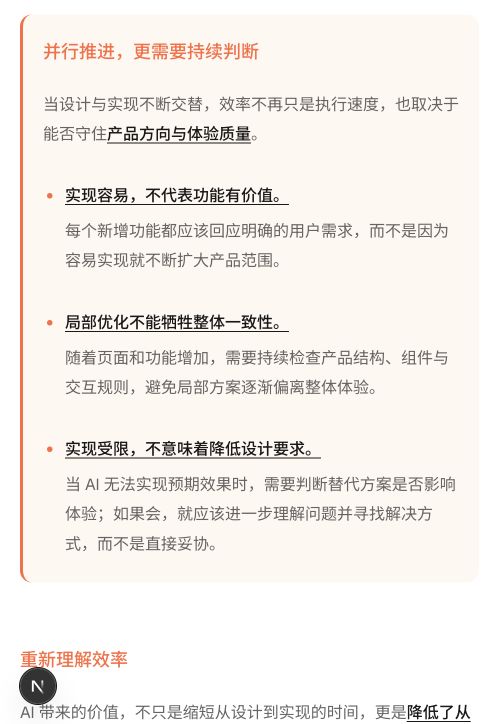 并行推进，更需要持续判断
当设计与实现不断交替，效率不再只是执行速度，也取决于
能否守住产品方向与体验质量。
实现容易，不代表功能有价值。
每个新增功能都应该回应明确的用户需求，而不是因为
容易实现就不断扩大产品范围。
局部优化不能牺牲整体一致性。
随着页面和功能增加，需要持续检查产品结构、组件与
交互规则，避免局部方案逐渐偏离整体体验。
实现受限，不意味着降低设计要求。
当 AI 无法实现预期效果时，需要判断替代方案是否影响
体验；如果会，就应该进一步理解问题并寻找解决方
式，而不是直接妥协。
重新理解效率
N
AI 带来的价值，不只是缩短从设计到实现的时间，更是降低了从